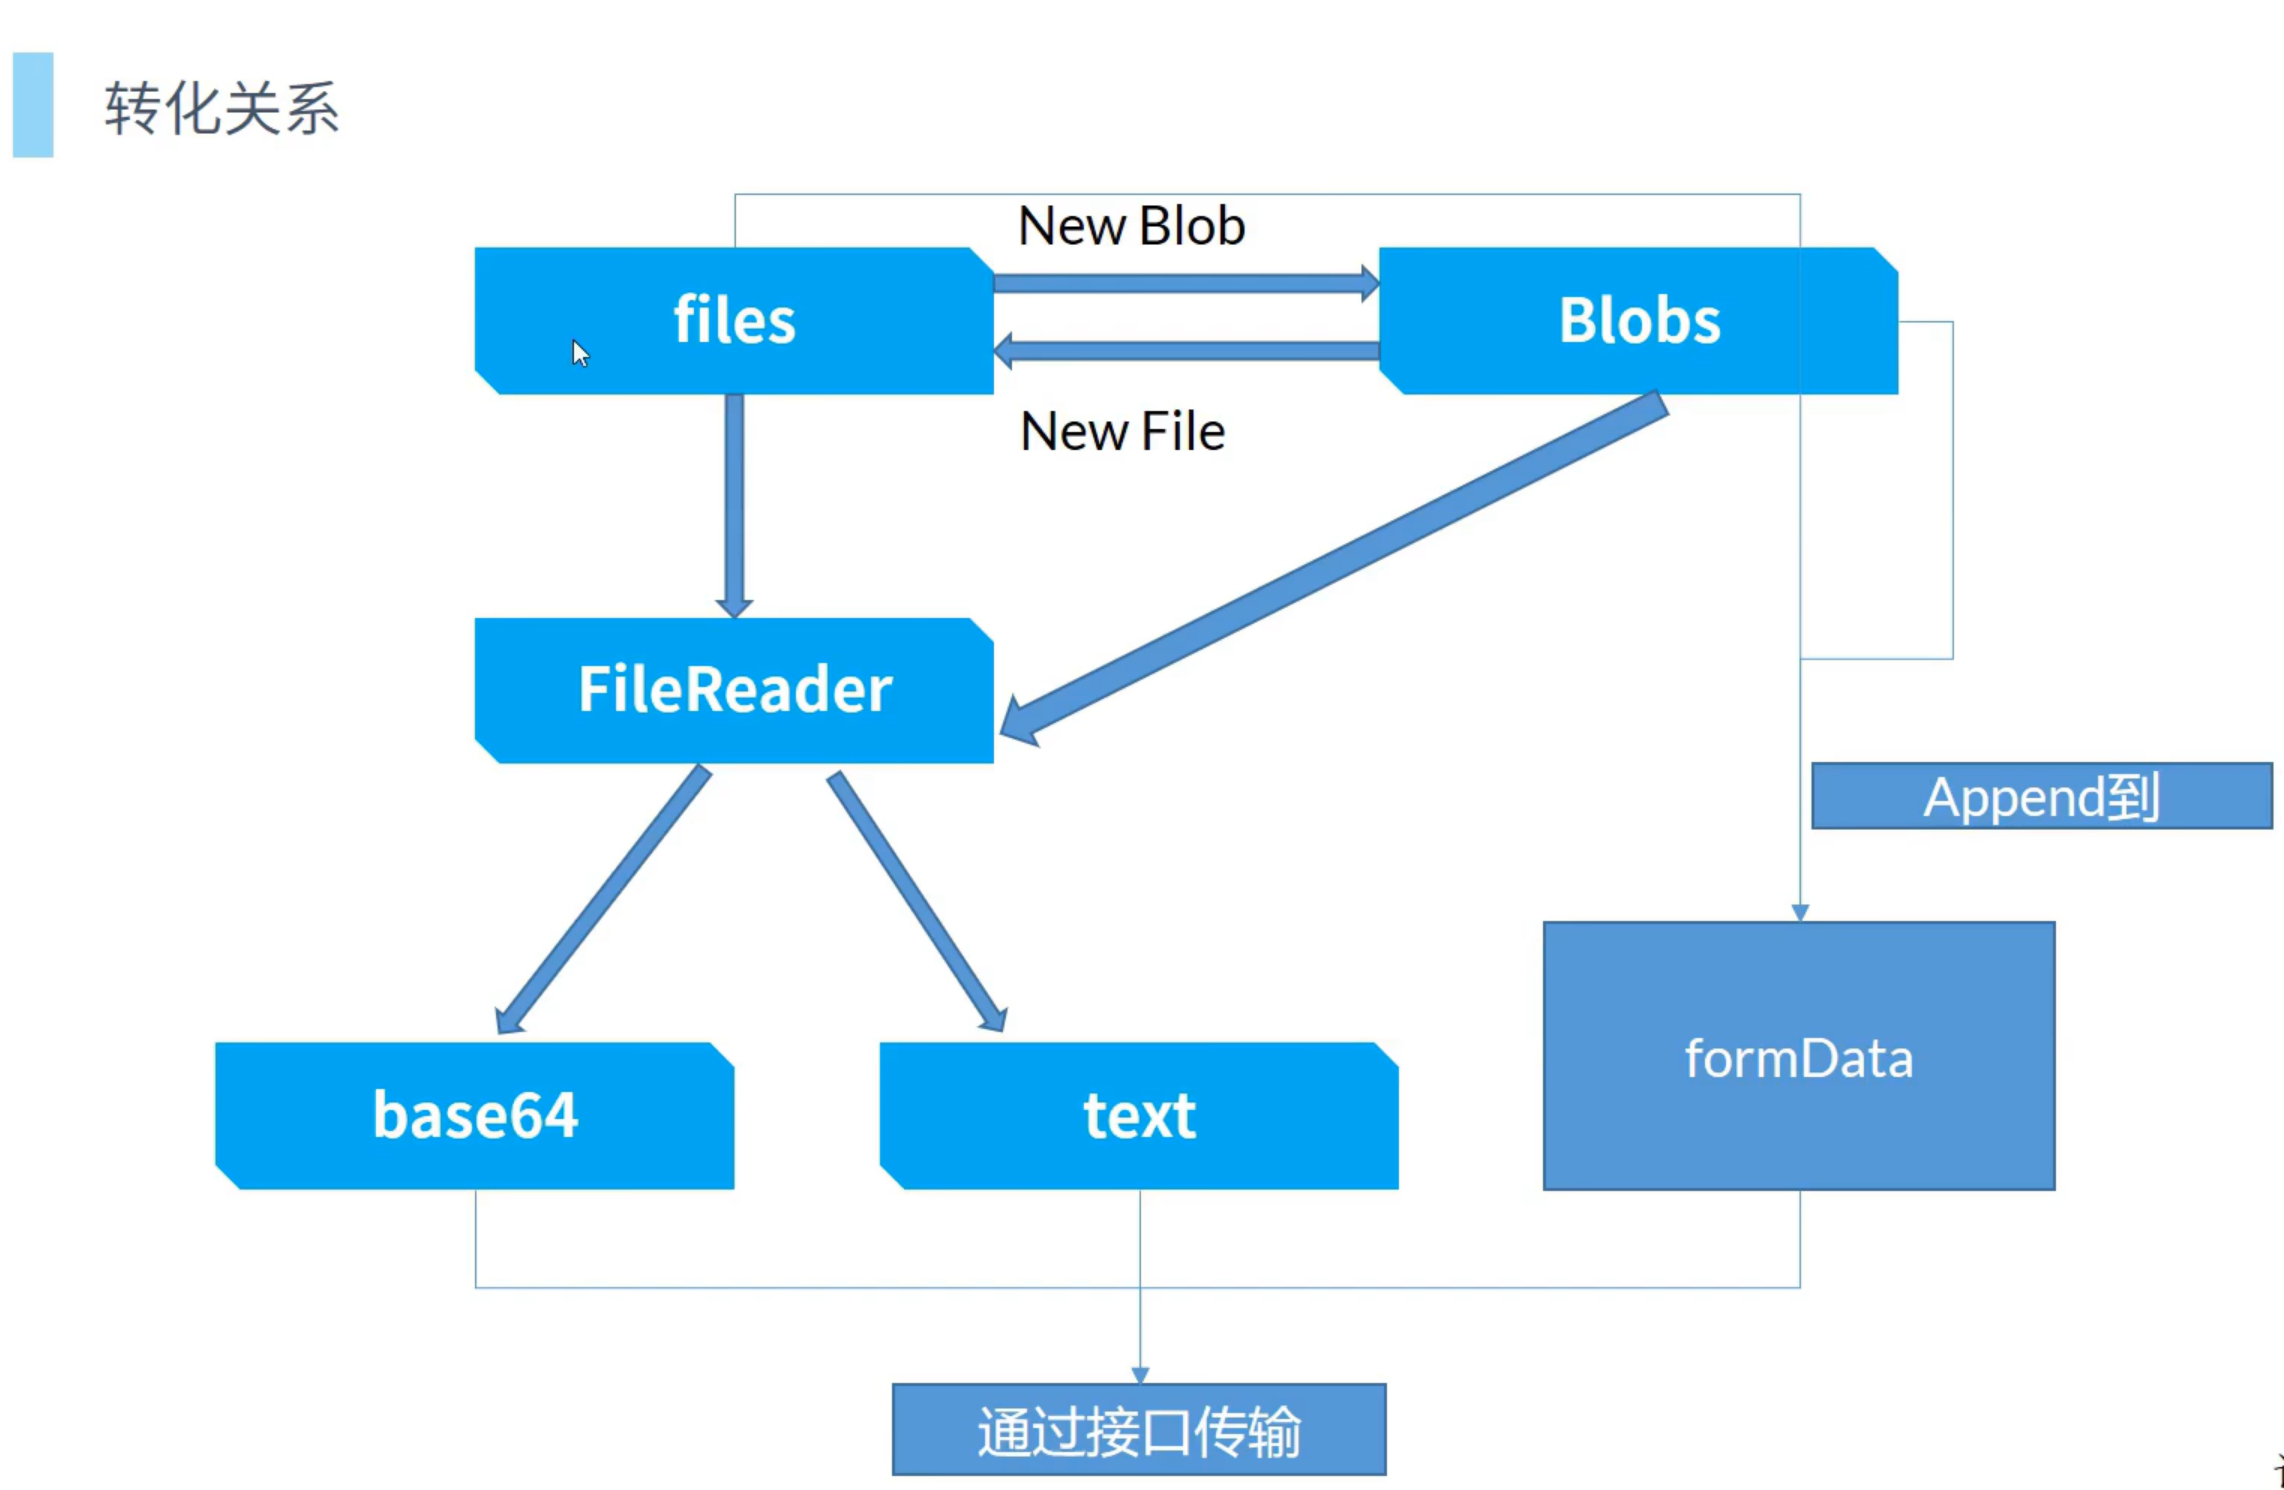 转化关系
New Blob
files
Blobs
New File
FileReader
Append到
formData
base64
text
通过接口传输